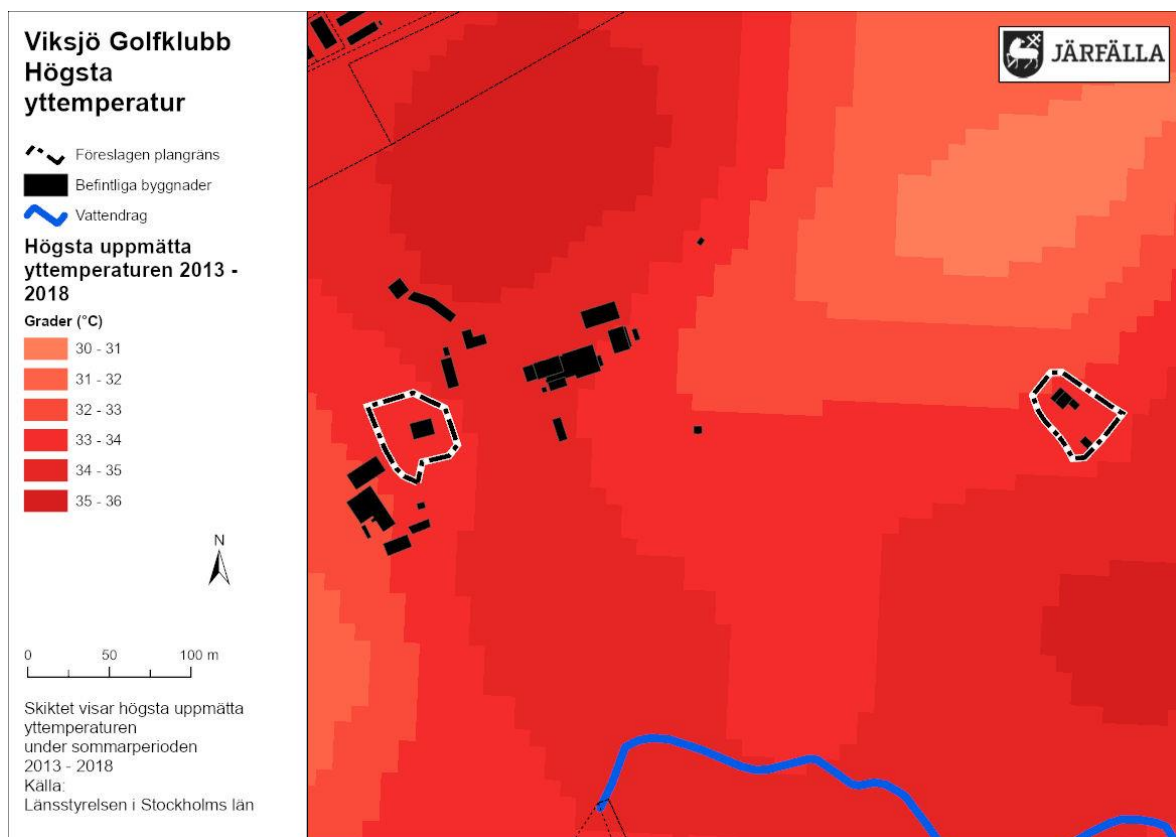 Viksjö Golfklubb
Högsta
yttemperatur
Föreslagen plangräns
Befintliga byggnader
Vattendrag
Högsta uppmätta
yttemperaturen 2013 -
2018
Grader (°C)
30 - 31
31 - 32
32 - 33
33 - 34
34 - 35
35 - 36
N
0 50 100 m
Skiktet visar högsta uppmätta
yttemperaturen
under sommarperioden
2013 - 2018
Källa:
Länsstyrelsen i Stockholms län
JÄRFÄLLA